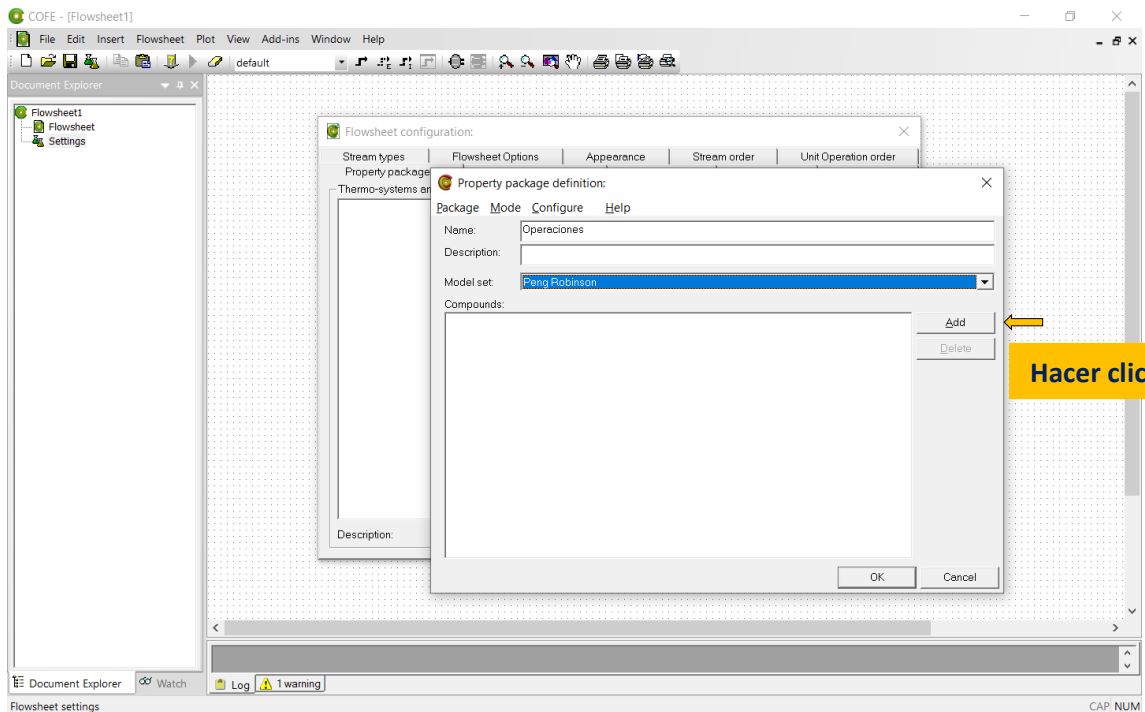 COFE - [Flowsheet1]
File Edit Insert Flowsheet Plot View Add-ins Window Help
default
Document Explorer
Flowsheet1
Flowsheet
Settings
Flowsheet configuration:
Stream types Flowsheet Options Appearance Stream order Unit Operation order
Property package
Thermo-systems an
Property package definition:
Package Mode Configure Help
Name: Operaciones
Description:
Model set: Peng Robinson
Compounds:
Add
Delete
Hacer clic
Description:
OK Cancel
Document Explorer Watch Log 1 warning
Flowsheet settings CAP NUM